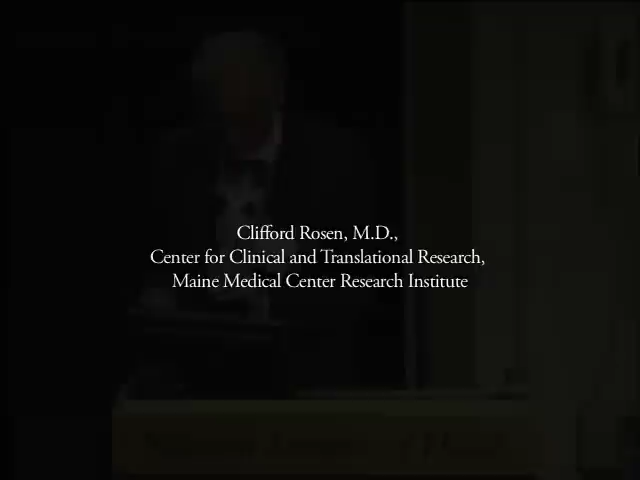 Clifford Rosen, M.D.,
Center for Clinical and Translational Research,
Maine Medical Center Research Institute